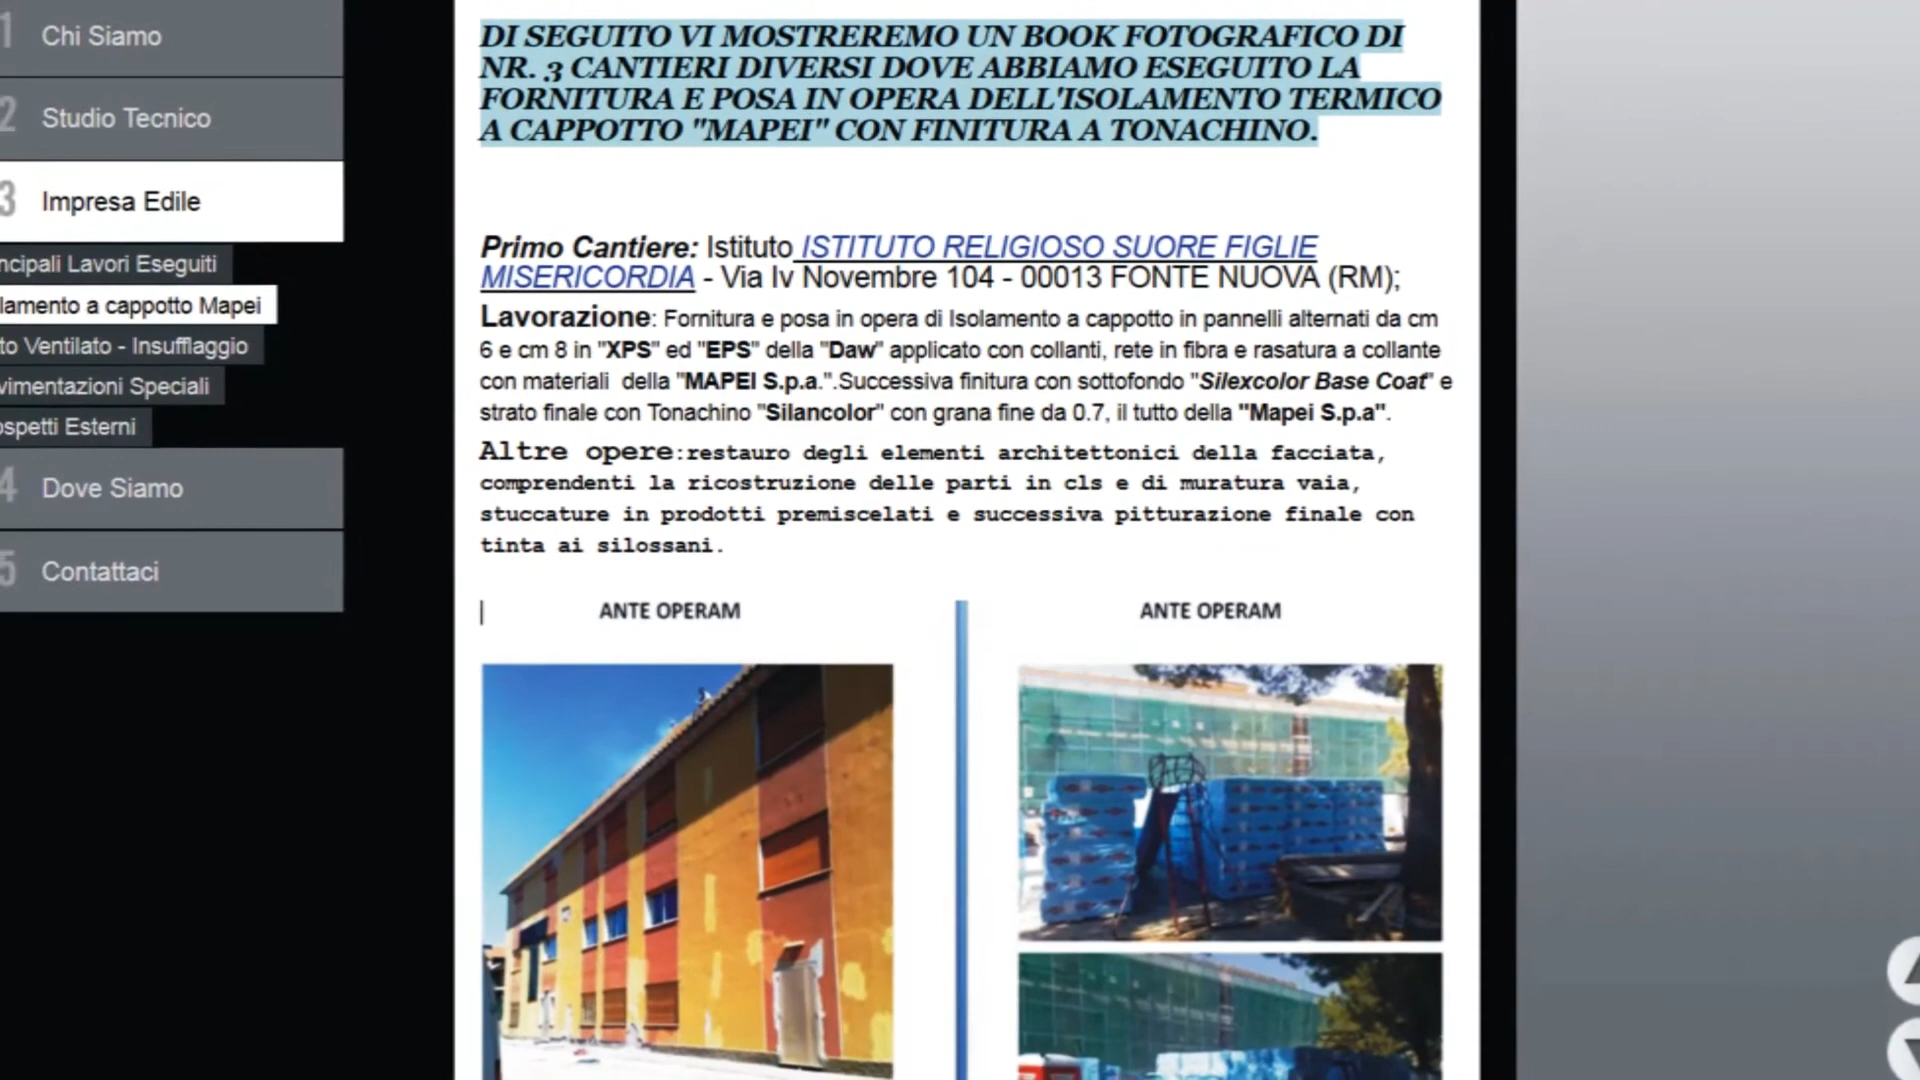 1 Chi Siamo
2 Studio Tecnico
3 Impresa Edile
ncipali Lavori Eseguiti
lamento a cappotto Mapei
to Ventilato - Insufflaggio
vimentazioni Speciali
ospetti Esterni
4 Dove Siamo
5 Contattaci
DI SEGUITO VI MOSTREREMO UN BOOK FOTOGRAFICO DI
NR. 3 CANTIERI DIVERSI DOVE ABBIAMO ESEGUITO LA
FORNITURA E POSA IN OPERA DELL'ISOLAMENTO TERMICO
A CAPPOTTO "MAPEI" CON FINITURA A TONACHINO.
Primo Cantiere: Istituto ISTITUTO RELIGIOSO SUORE FIGLIE
MISERICORDIA - Via Iv Novembre 104 - 00013 FONTE NUOVA (RM);
Lavorazione: Fornitura e posa in opera di Isolamento a cappotto in pannelli alternati da cm
6 e cm 8 in "XPS" ed "EPS" della "Daw" applicato con collanti, rete in fibra e rasatura a collante
con materiali della "MAPEI S.p.a.".Successiva finitura con sottofondo "Silexcolor Base Coat" e
strato finale con Tonachino "Silancolor" con grana fine da 0.7, il tutto della "Mapei S.p.a".
Altre opere:restauro degli elementi architettonici della facciata,
comprendenti la ricostruzione delle parti in cls e di muratura vaia,
stuccature in prodotti premiscelati e successiva pitturazione finale con
tinta ai silossani.
ANTE OPERAM
ANTE OPERAM